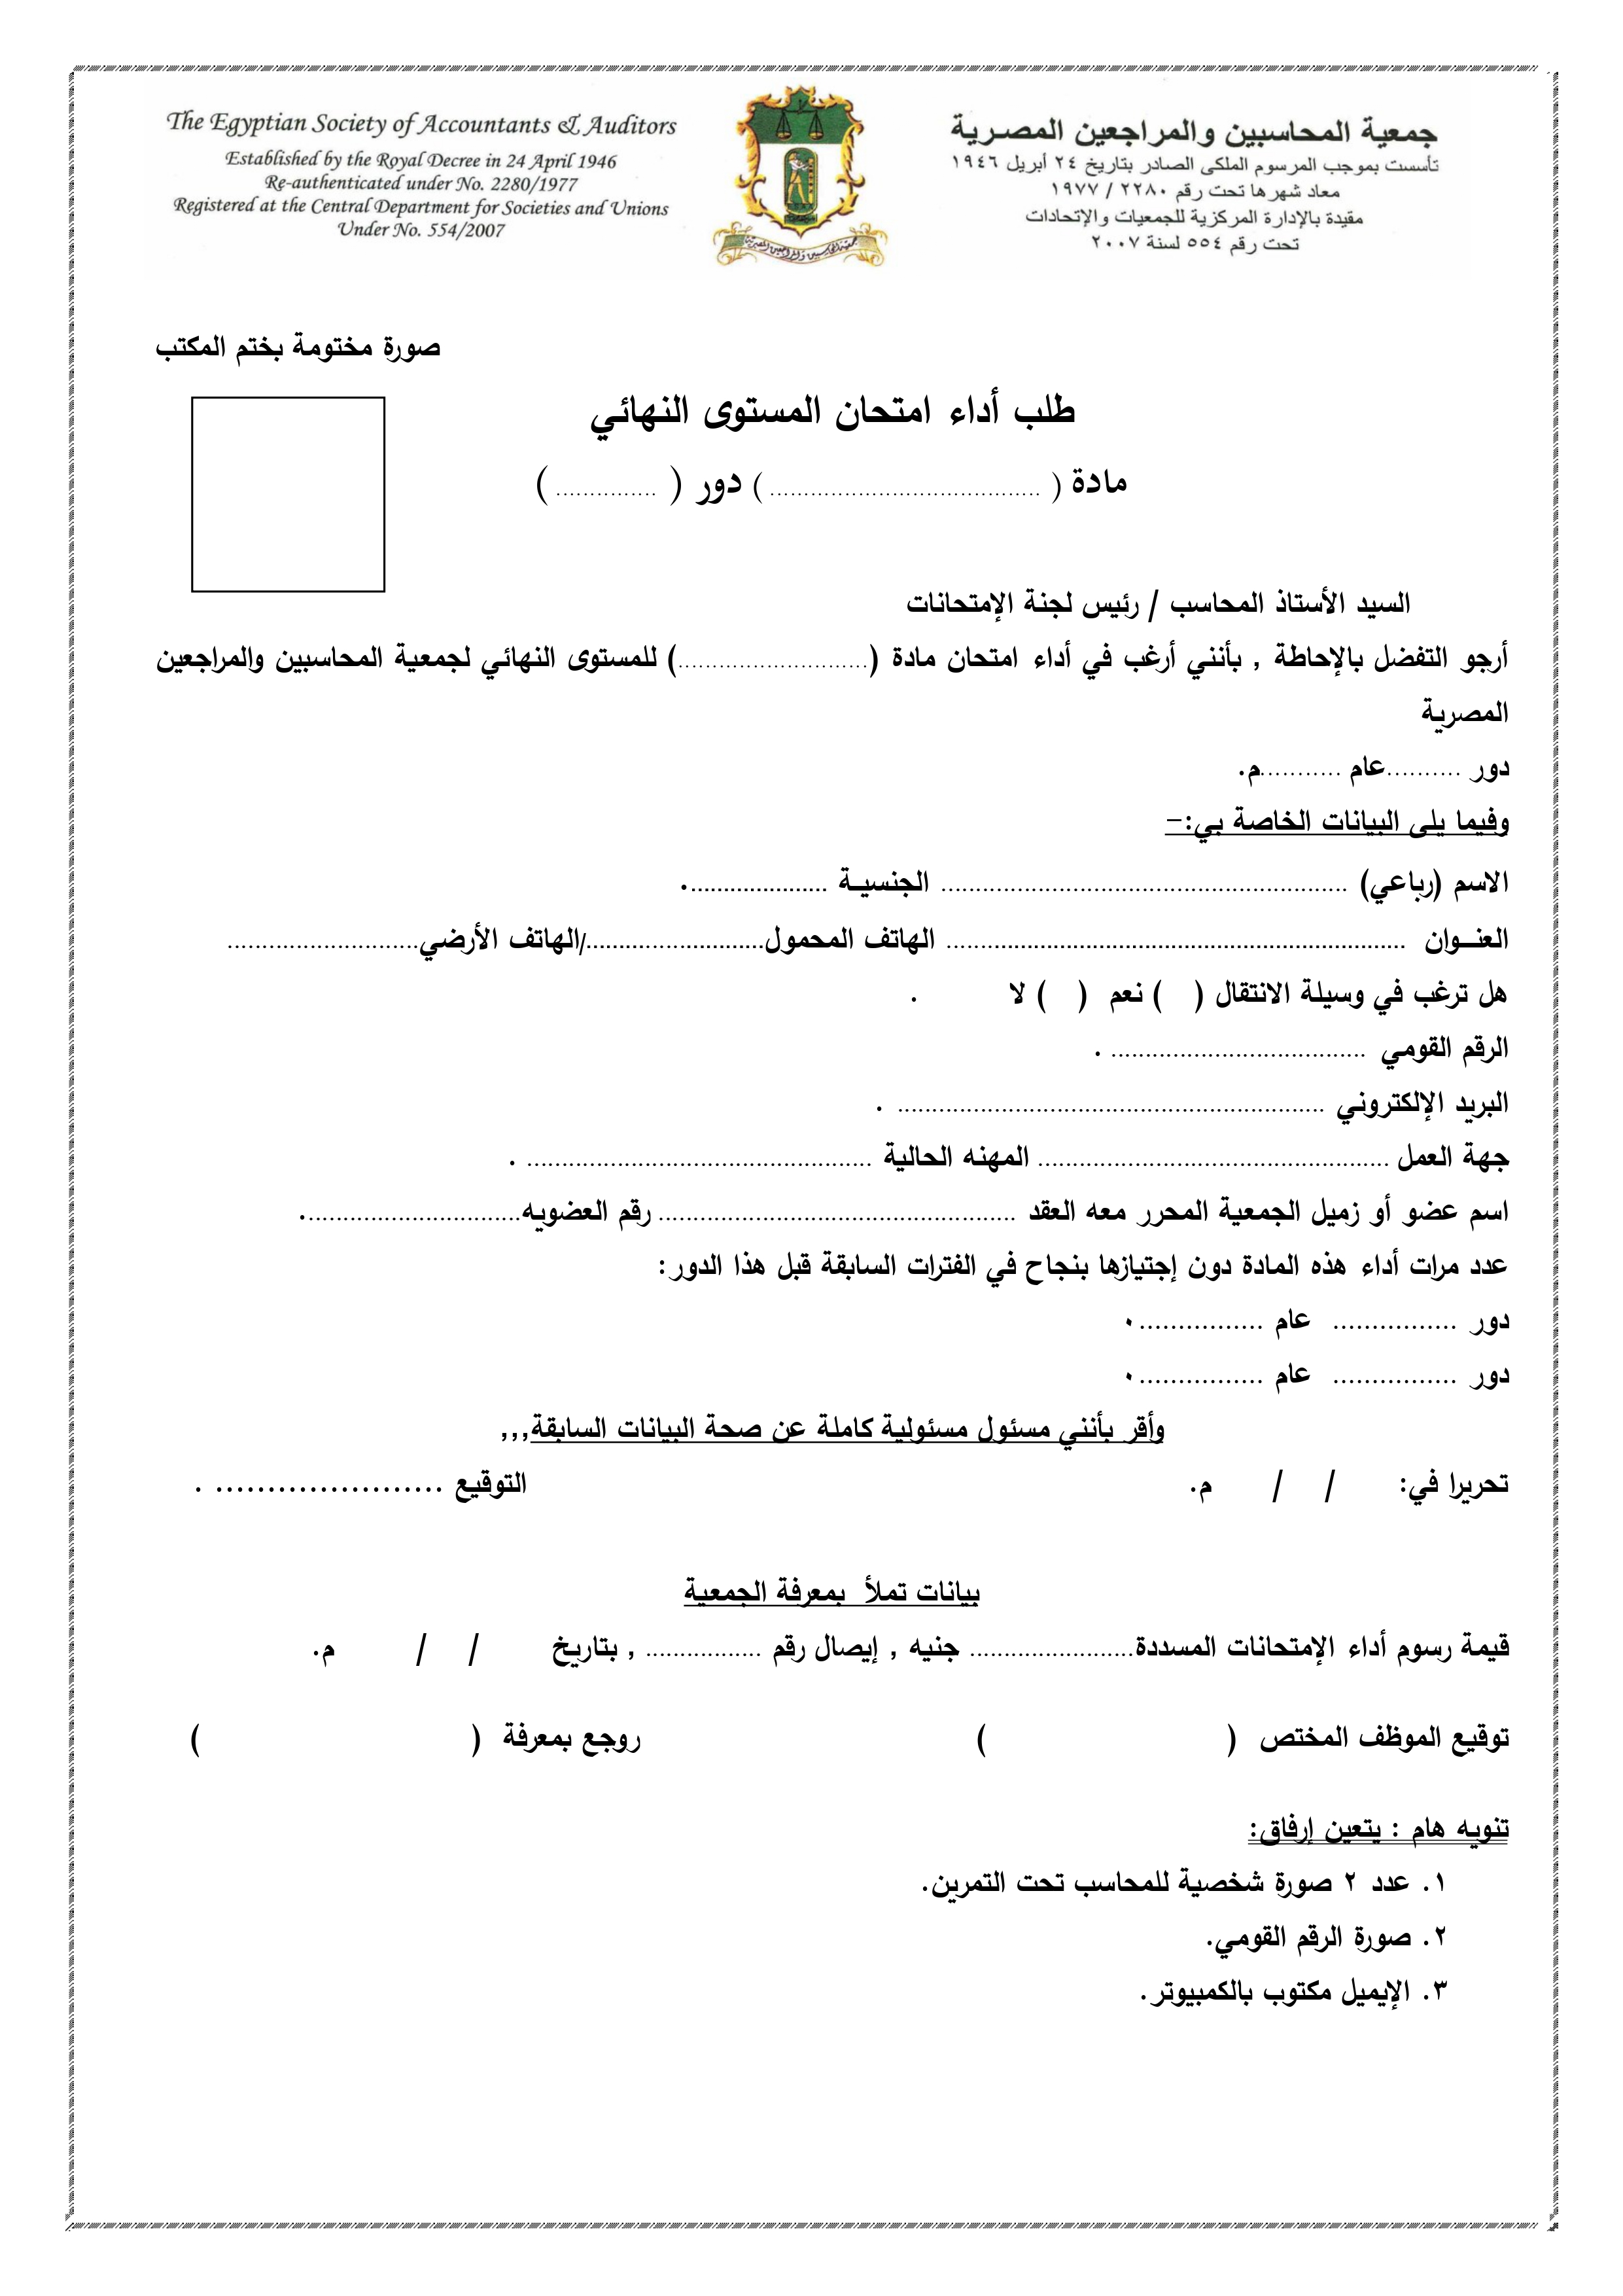 The Egyptian Society of Accountants & Auditors
Established by the Royal Decree in 24 April 1946
Re-authenticated under No. 2280/1977
Registered at the Central Department for Societies and Unions
Under No. 554/2007
جمعية المحاسبين والمراجعين المصرية
تأسست بموجب المرسوم الملكى الصادر بتاريخ ٢٤ أبريل ١٩٤٦
معاد شهرها تحت رقم ٢٢٨٠ / ١٩٧٧
مقيدة بالإدارة المركزية للجمعيات والإتحادات
تحت رقم ٥٥٤ لسنة ٢٠٠٧
جمعية المحاسبين والمراجعين المصرية
صورة مختومة بختم المكتب
طلب أداء امتحان المستوى النهائي
مادة ( ........................................ ) دور ( ............... )
السيد الأستاذ المحاسب / رئيس لجنة الإمتحانات
أرجو التفضل بالإحاطة , بأنني أرغب في أداء امتحان مادة (............................) للمستوى النهائي لجمعية المحاسبين والمراجعين
المصرية
دور ...........عام ............م.
وفيما يلى البيانات الخاصة بي:-
الاسم (رباعي) ........................................................... الجنسيـة .....................
العنـــوان ................................................................... الهاتف المحمول........................../الهاتف الأرضي............................
هل ترغب في وسيلة الانتقال ( ) نعم ( ) لا .
الرقم القومي ..................................... .
البريد الإلكتروني .............................................................. .
جهة العمل ................................................... المهنه الحالية .................................................. .
اسم عضو أو زميل الجمعية المحرر معه العقد .................................................... رقم العضويه................................
عدد مرات أداء هذه المادة دون إجتيازها بنجاح في الفترات السابقة قبل هذا الدور:
دور ................ عام ................٠
دور ................ عام ................٠
وأقر بأنني مسئول مسئولية كاملة عن صحة البيانات السابقة,,,
تحريرا في: / / م. التوقيع ...................... .
بيانات تملأ بمعرفة الجمعية
قيمة رسوم أداء الإمتحانات المسددة........................ جنيه , إيصال رقم ................. , بتاريخ / / م.
توقيع الموظف المختص ( ) روجع بمعرفة ( )
تنويه هام : يتعين إرفاق:
١. عدد ٢ صورة شخصية للمحاسب تحت التمرين.
٢. صورة الرقم القومي.
٣. الإيميل مكتوب بالكمبيوتر.